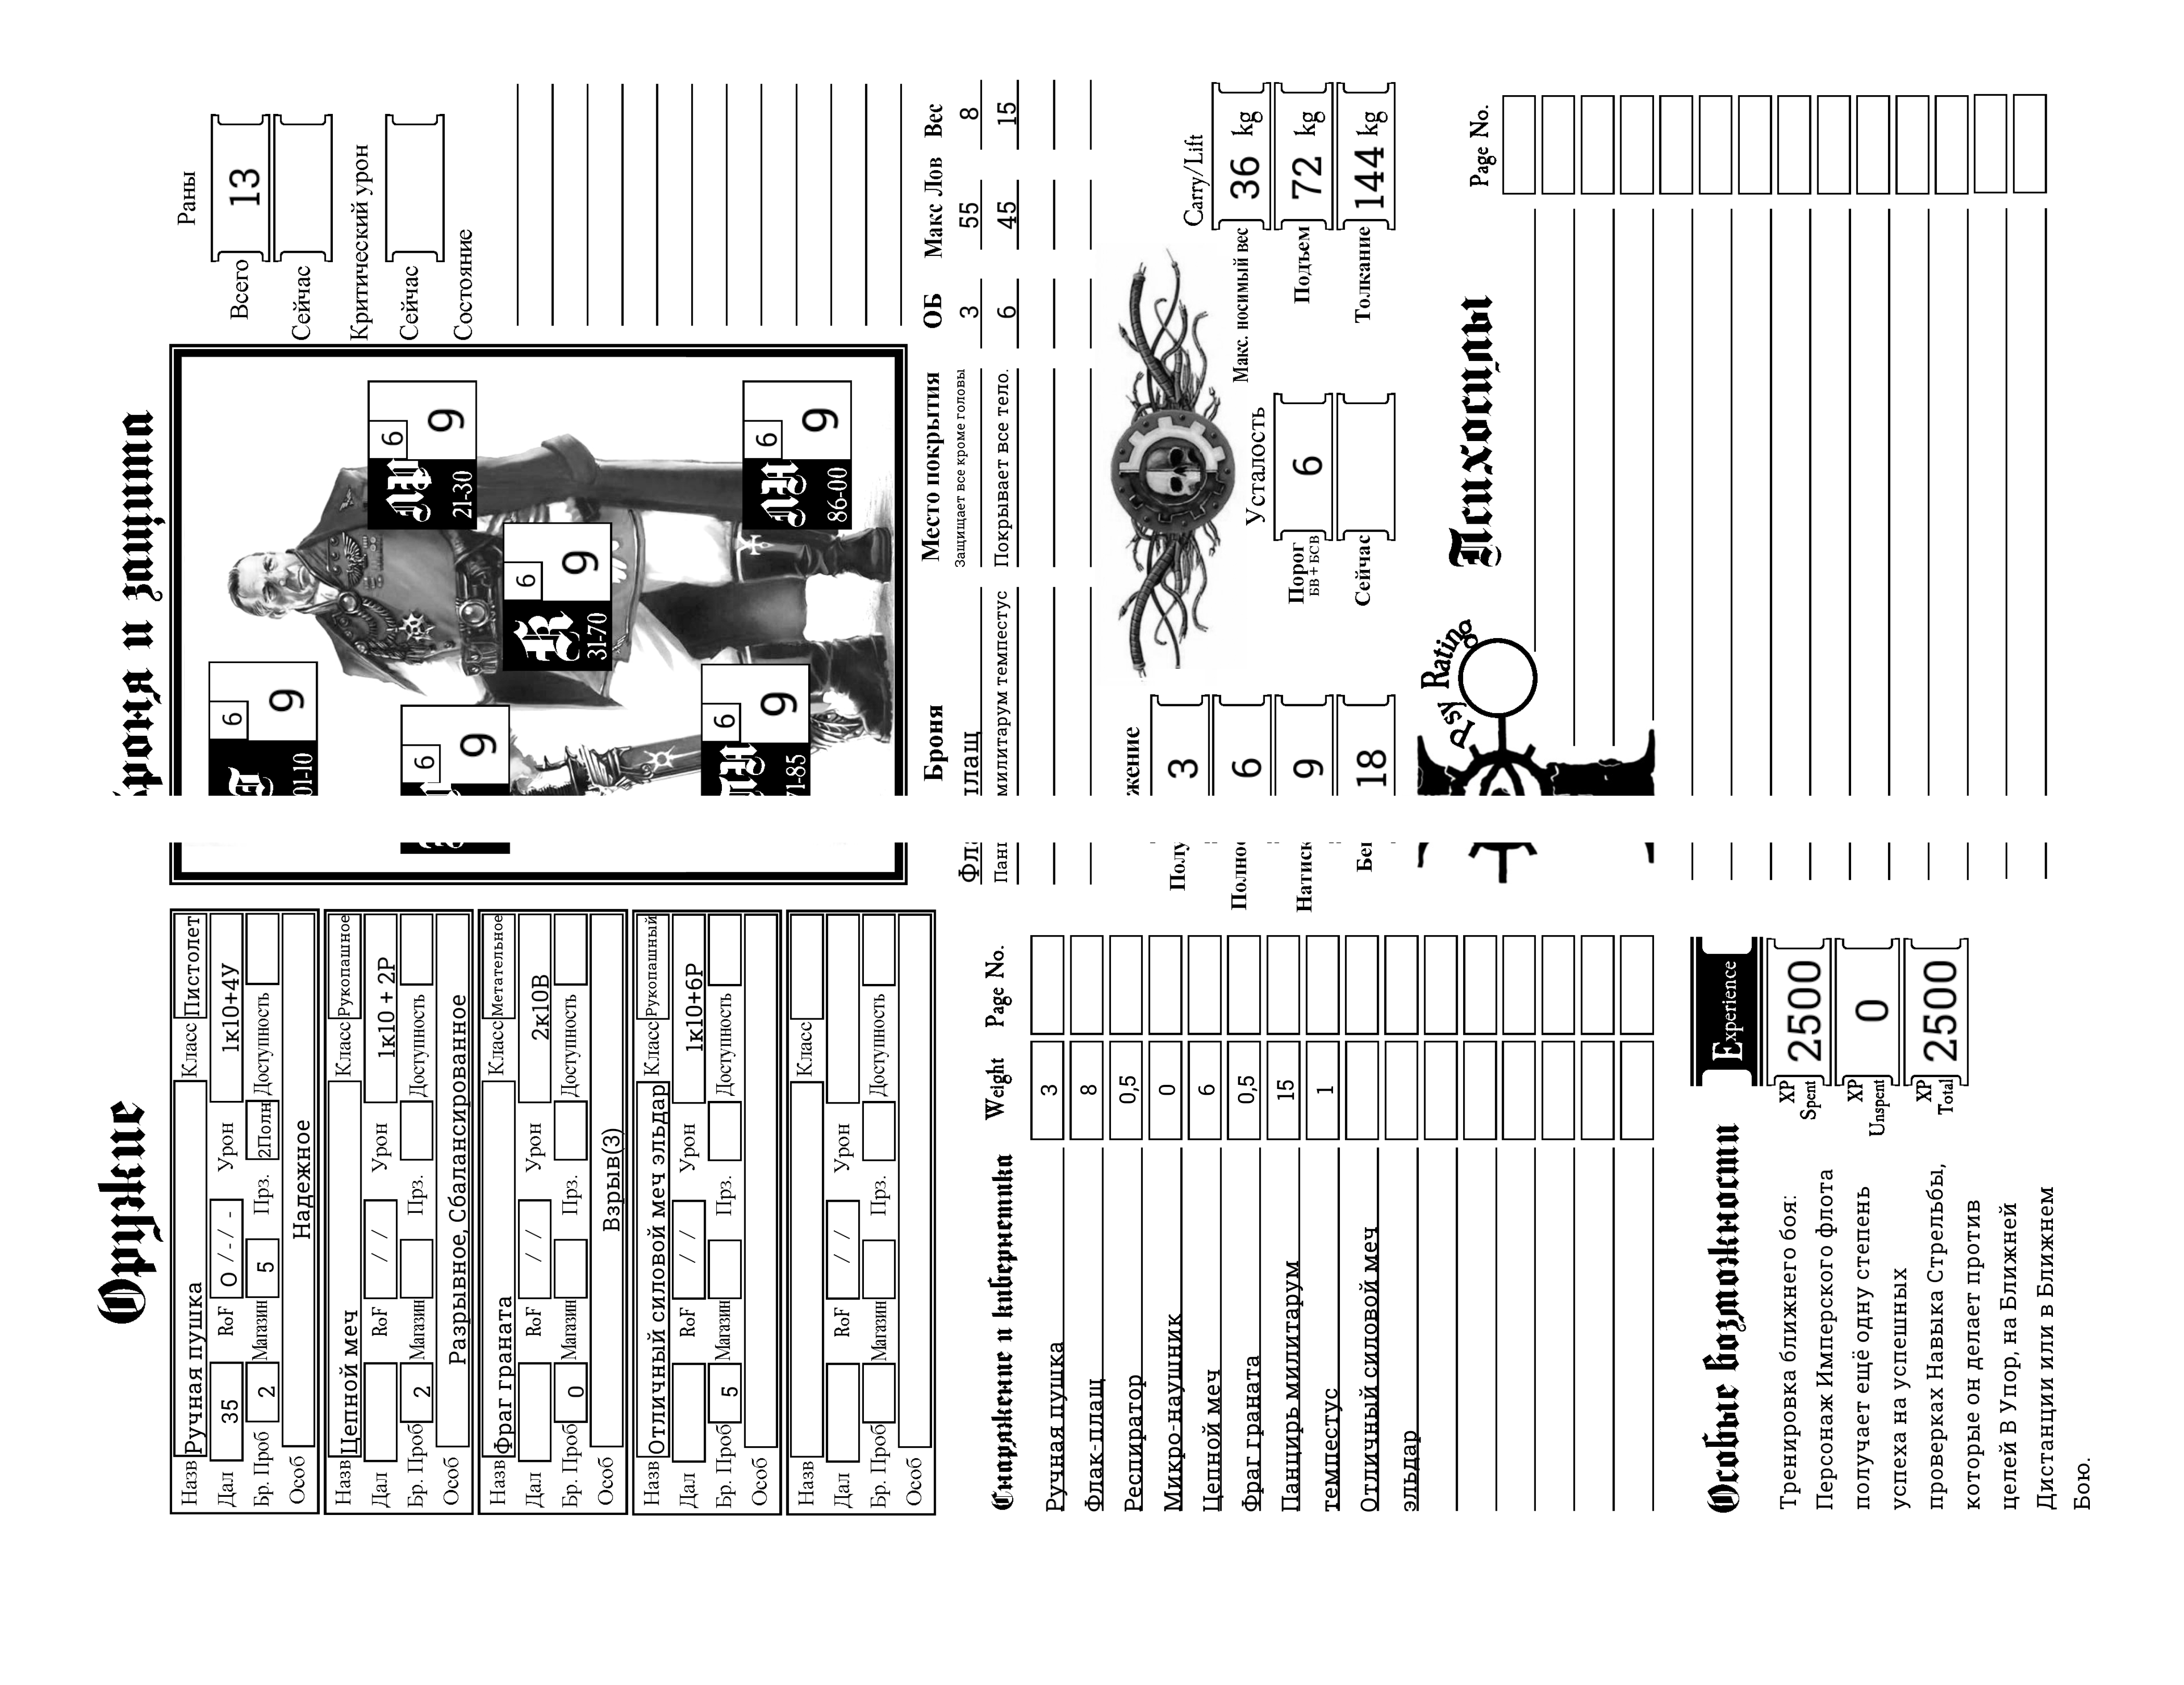 Оружие
Назв Ручная пушка Класс Пистолет
Дал 35 RoF О / - / - Урон 1к10+4У
Бр. Проб 2 Магазин 5 Прз. 2Полн Доступность
Особ Надежное
Назв Цепной меч Класс Рукопашное
Дал RoF / / Урон 1к10 + 2Р
Бр. Проб 2 Магазин Прз. Доступность
Особ Разрывное, Сбалансированное
Назв Фраг граната Класс Метательное
Дал RoF / / Урон 2к10В
Бр. Проб 0 Магазин Прз. Доступность
Особ Взрыв(3)
Назв Отличный силовой меч эльдар Класс Рукопашный
Дал RoF / / Урон 1к10+6Р
Бр. Проб 5 Магазин Прз. Доступность
Особ
Назв Класс
Дал RoF / / Урон
Бр. Проб Магазин Прз. Доступность
Особ
Снаряжение и кибернетика Weight Page No.
Ручная пушка 3
Флак-плащ 8
Респиратор 0,5
Микро-наушник 0
Цепной меч 6
Фраг граната 0,5
Панцирь милитарум 15
темпестус 1
Отличный силовой меч
эльдар
Особые возможности
Тренировка ближнего боя:
Персонаж Имперского флота
получает ещё одну степень
успеха на успешных
проверках Навыка Стрельбы,
которые он делает против
целей В упор, на Ближней
Дистанции или в Ближнем
Бою.
Experience
XP Spent 2500
XP Unspent 0
XP Total 2500
роня и защита
01-10 6 9
6 9
ЛР 21-30 6 9
К 31-70 6 9
71-85 6 9
ЛН 86-00 6 9
Раны
Всего 13
Сейчас
Критический урон
Сейчас
Состояние
Броня Место покрытия ОБ Макс Лов Вес
Защищает все кроме головы 3 55 8
милитарум темпестус Покрывает все тело. 6 45 15
жение
Полу 3
Полно 6
Натиск 9
Бег 18
Усталость
Порог 6
БВ + БСВ
Сейчас
Carry/Lift
Макс. носимый вес 36 kg
Подъем 72 kg
Толкание 144 kg
Psy Rating
Психосилы Page No.